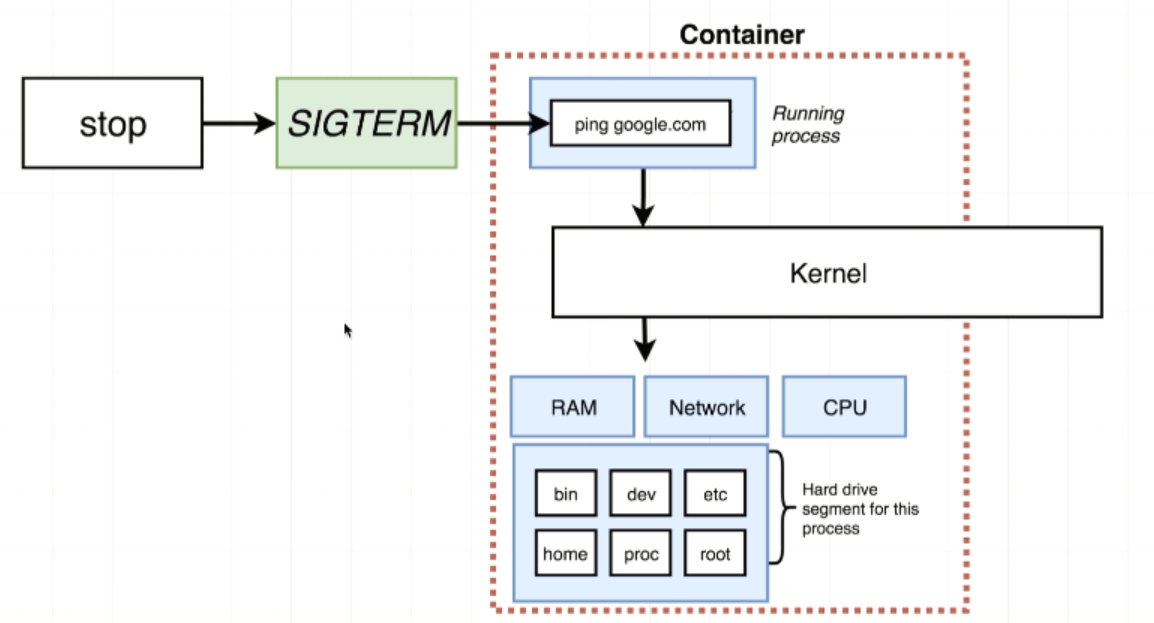 Container
stop
SIGTERM
ping google.com
Running
process
Kernel
RAM
Network
CPU
bin
dev
etc
home
proc
root
Hard drive
segment for this
process